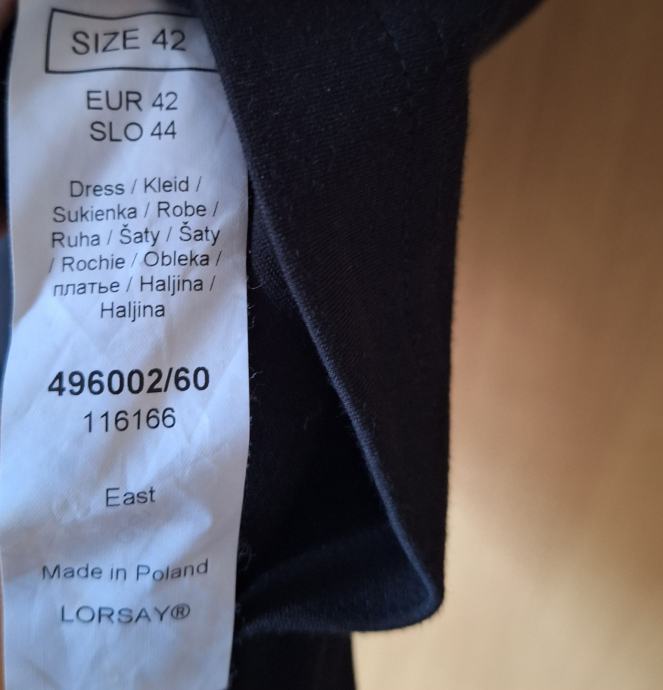 SIZE 42
EUR 42
SLO 44
Dress / Kleid /
Sukienka / Robe /
Ruha / Šaty / Šaty
/ Rochie / Obleka /
платье / Haljina /
Haljina
496002/60
116166
East
Made in Poland
LORSAY®